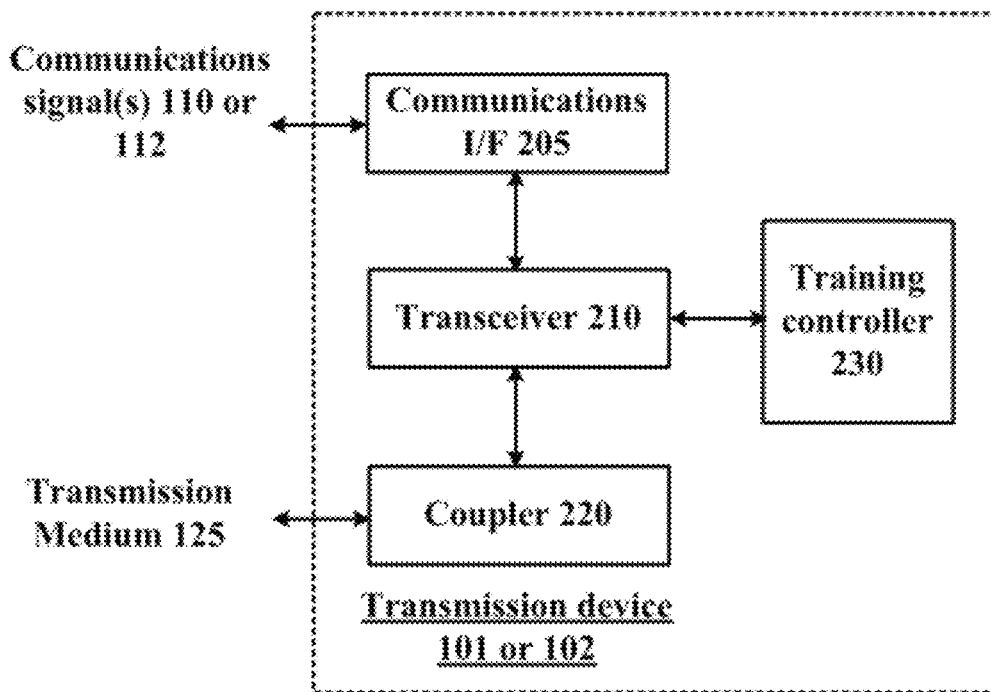 Communications
signal(s) 110 or
112
Communications
I/F 205
Transceiver 210
Training
controller
230
Transmission
Medium 125
Coupler 220
Transmission device
101 or 102